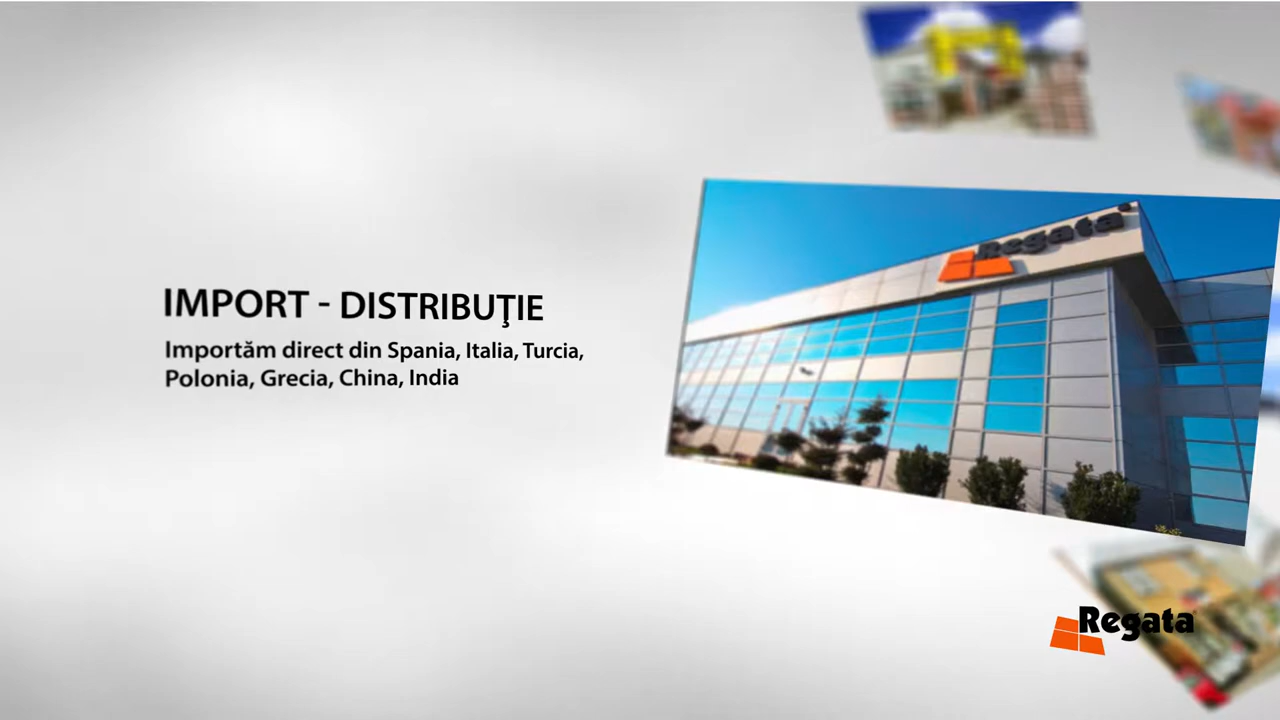 IMPORT - DISTRIBUŢIE
Importăm direct din Spania, Italia, Turcia,
Polonia, Grecia, China, India
Regata
Regata